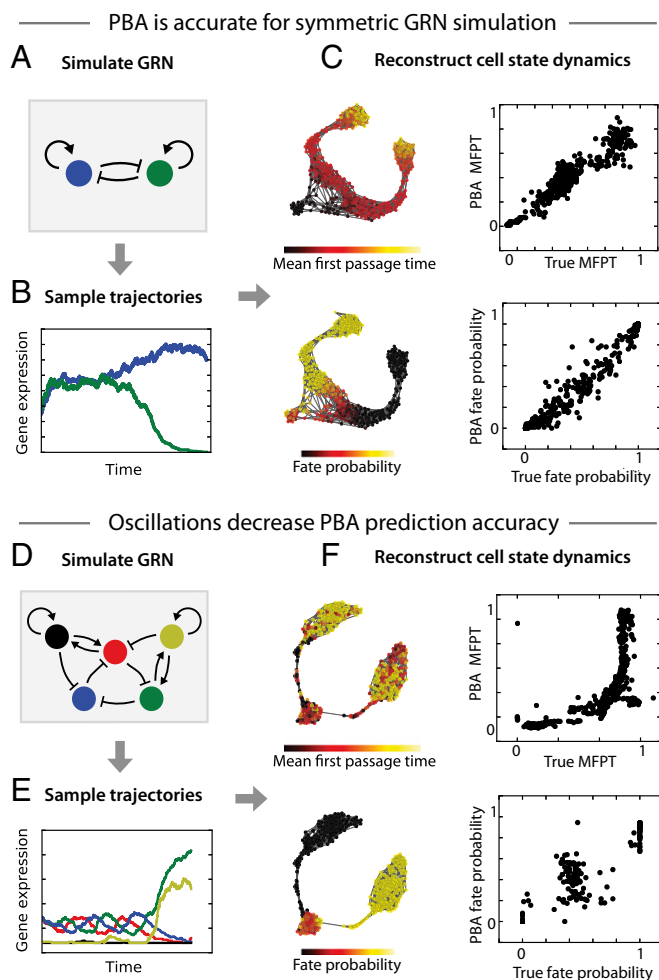 PBA is accurate for symmetric GRN simulation
A
Simulate GRN
C
Reconstruct cell state dynamics
Mean first passage time
PBA MFPT
1
0
0
1
True MFPT
B
Sample trajectories
Gene expression
Time
Fate probability
PBA fate probability
1
0
0
1
True fate probability
Oscillations decrease PBA prediction accuracy
D
Simulate GRN
F
Reconstruct cell state dynamics
Mean first passage time
PBA MFPT
1
0
0
1
True MFPT
E
Sample trajectories
Gene expression
Time
Fate probability
PBA fate probability
1
0
0
1
True fate probability